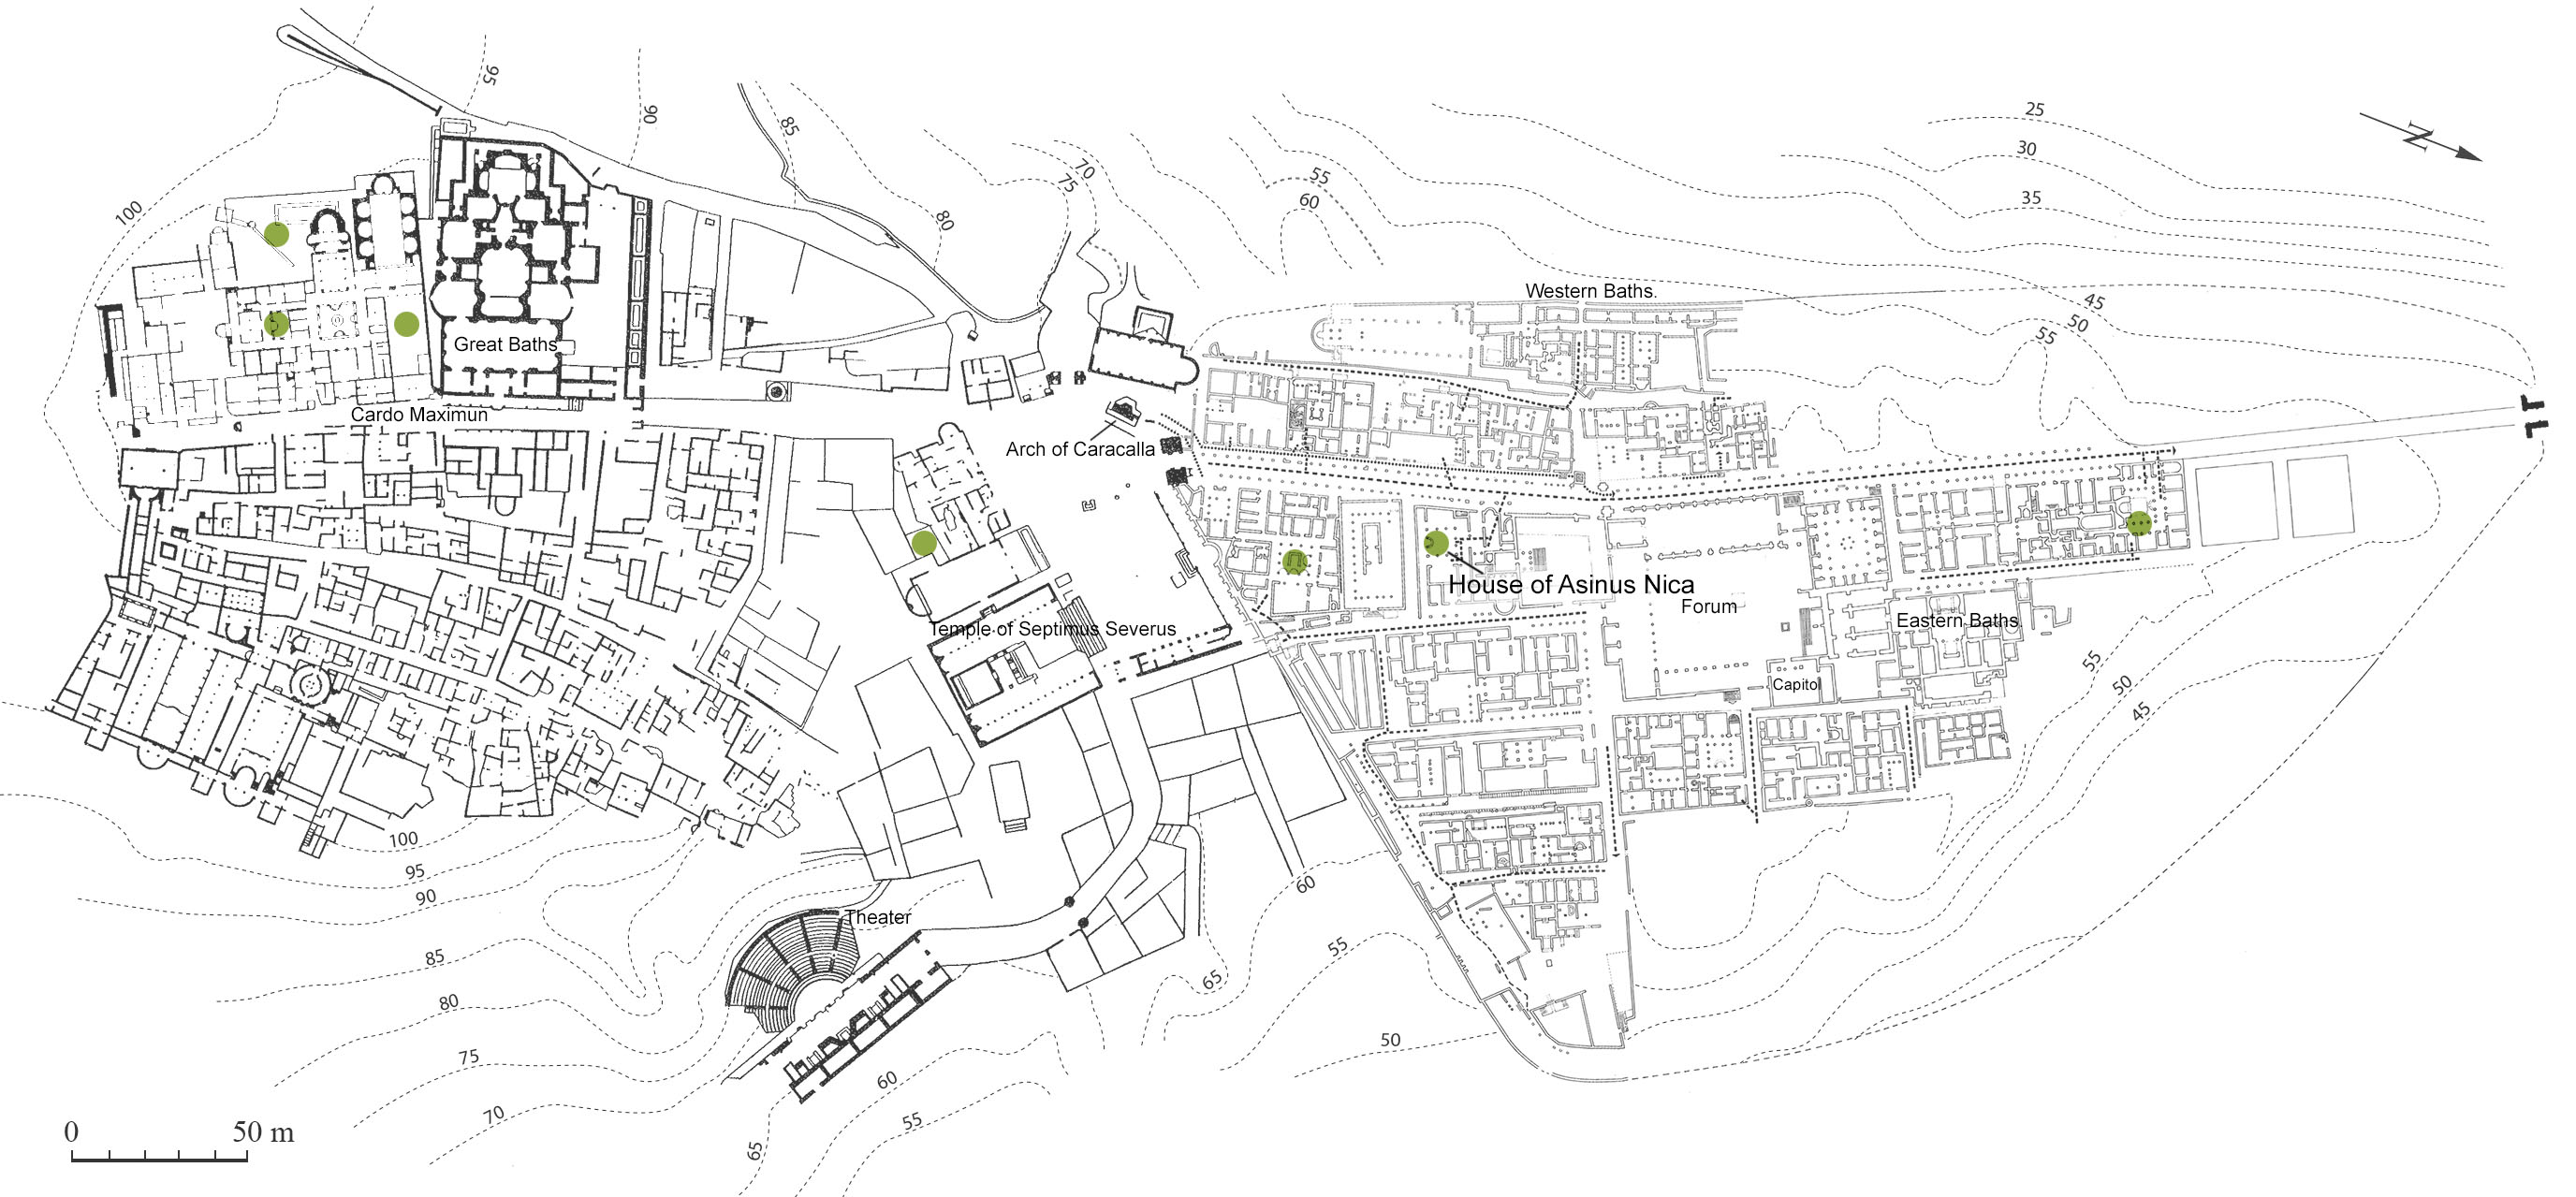 95
90
85
25
N
30
70
75
55
60
35
100
80
Western Baths.
45
50
55
Great Baths
Cardo Maximun
Arch of Caracalla
House of Asinus Nica
Forum
Eastern Baths.
Temple of Septimus Severus
55
Capitol
50
45
100
95
90
60
Theater
85
55
65
80
50
75
60
70
55
65
0 50 m